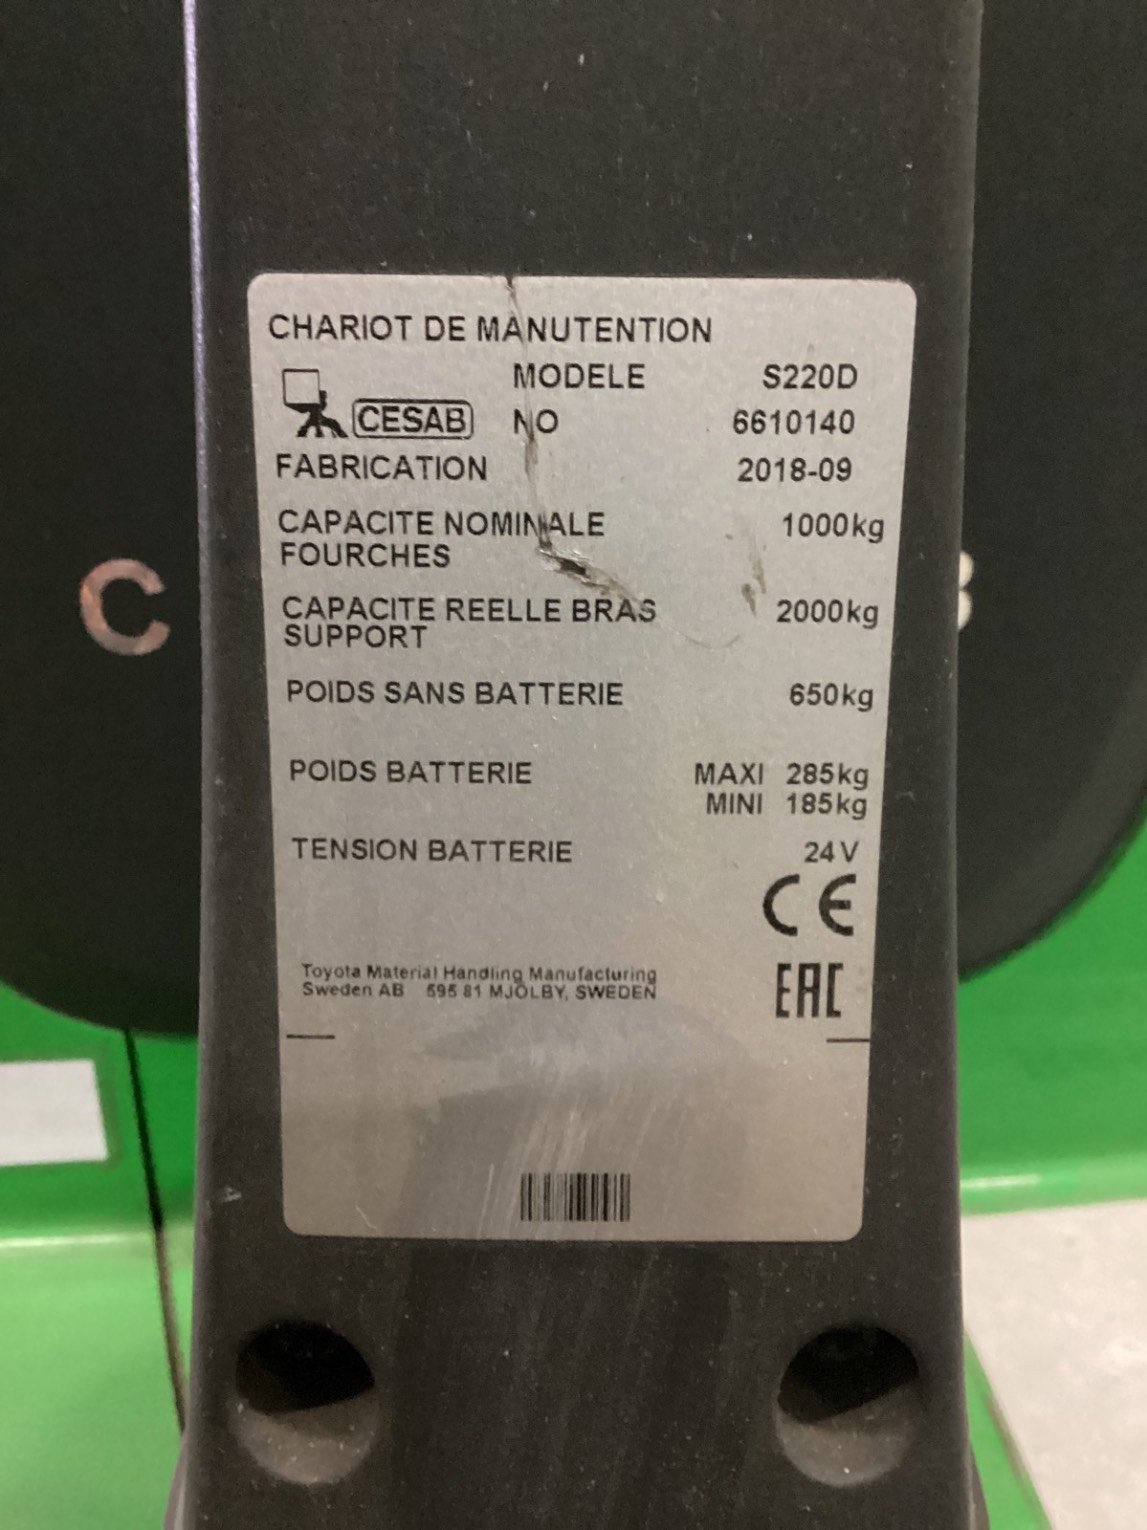 CHARIOT DE MANUTENTION
MODELE S220D
CESAB NO 6610140
FABRICATION 2018-09
CAPACITE NOMINALE 1000kg
FOURCHES
CAPACITE REELLE BRAS 2000kg
SUPPORT
POIDS SANS BATTERIE 650kg
POIDS BATTERIE MAXI 285kg
MINI 185kg
TENSION BATTERIE 24V
CE
Toyota Material Handling Manufacturing
Sweden AB 595 81 MJÖLBY, SWEDEN
EAC
C B